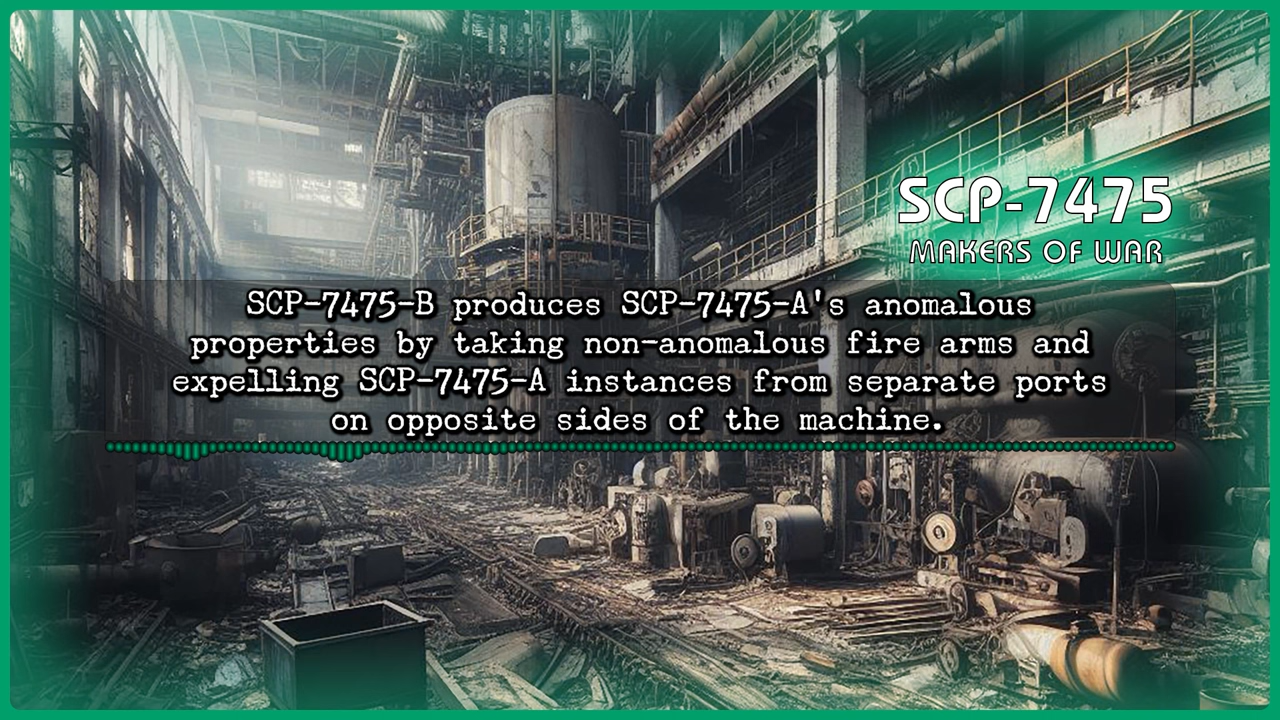 SCP-7475
MAKERS OF WAR
SCP-7475-B produces SCP-7475-A's anomalous
properties by taking non-anomalous fire arms and
expelling SCP-7475-A instances from separate ports
on opposite sides of the machine.